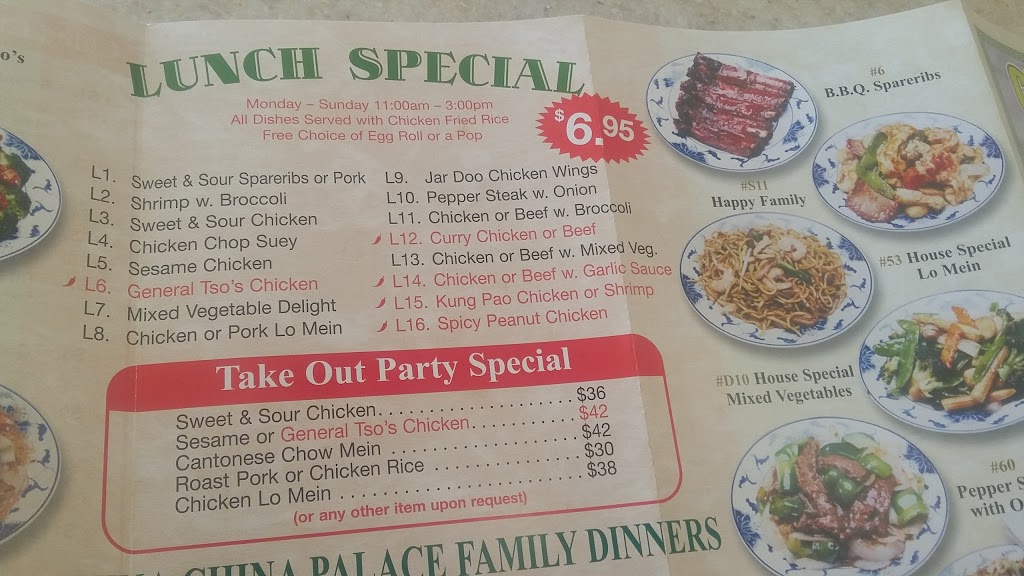 o's
LUNCH SPECIAL
Monday – Sunday 11:00am – 3:00pm
All Dishes Served with Chicken Fried Rice
Free Choice of Egg Roll or a Pop
$6.95
L1. Sweet & Sour Spareribs or Pork
L2. Shrimp w. Broccoli
L3. Sweet & Sour Chicken
L4. Chicken Chop Suey
L5. Sesame Chicken
L6. General Tso's Chicken
L7. Mixed Vegetable Delight
L8. Chicken or Pork Lo Mein
L9. Jar Doo Chicken Wings
L10. Pepper Steak w. Onion
L11. Chicken or Beef w. Broccoli
L12. Curry Chicken or Beef
L13. Chicken or Beef w. Mixed Veg.
L14. Chicken or Beef w. Garlic Sauce
L15. Kung Pao Chicken or Shrimp
L16. Spicy Peanut Chicken
Take Out Party Special
Sweet & Sour Chicken. . . . . . . . . . . . . . . . . . . . $36
Sesame or General Tso's Chicken. . . . . . . . . . . $42
Cantonese Chow Mein . . . . . . . . . . . . . . . . . . . $42
Roast Pork or Chicken Rice . . . . . . . . . . . . . . . $30
Chicken Lo Mein . . . . . . . . . . . . . . . . . . . . . . . . $38
(or any other item upon request)
CHINA PALACE FAMILY DINNERS
#6
B.B.Q. Spareribs
#S11
Happy Family
#53 House Special
Lo Mein
#D10 House Special
Mixed Vegetables
#60
Pepper S
with O